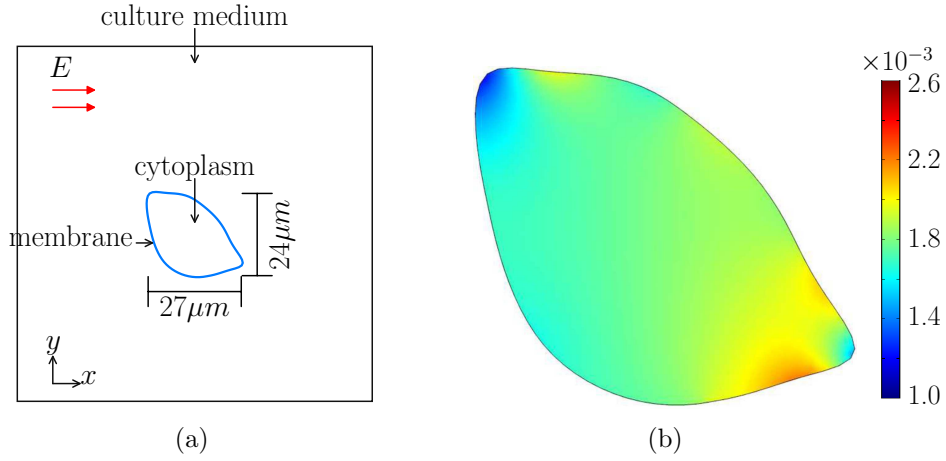 culture medium
E
cytoplasm
membrane
24μm
27μm
y
x
(a)
×10⁻³
2.6
2.2
1.8
1.4
1.0
(b)